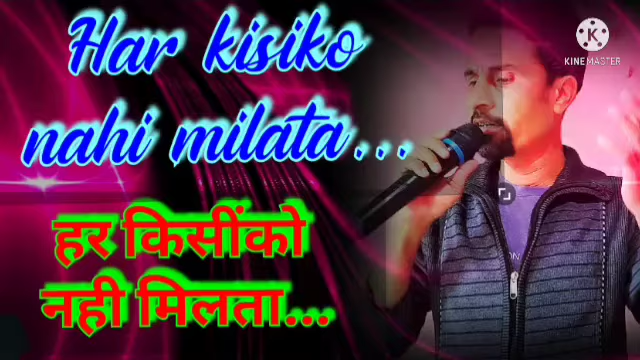 Har kisiko
nahi milata...
हर किसींको
नही मिलता...
K
KINEMASTER